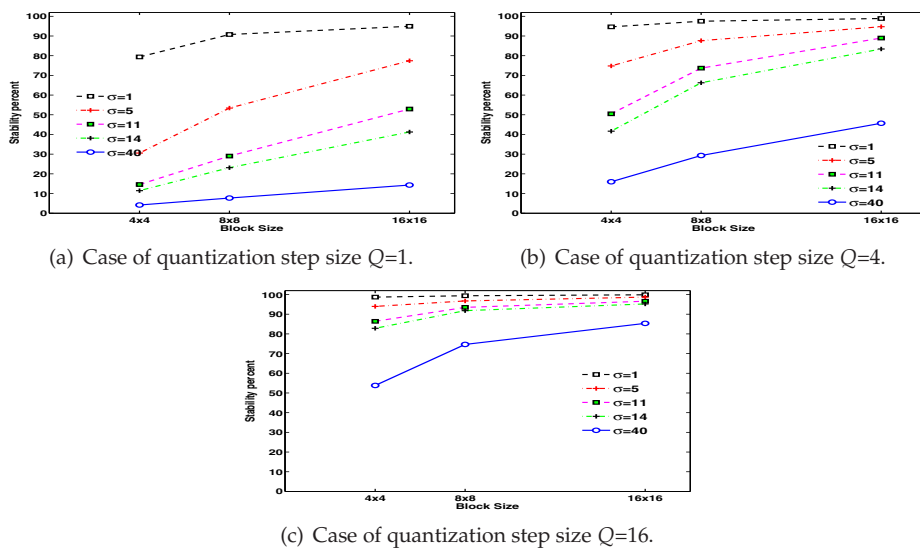 100
90
80
70
60
50
40
30
20
10
0
Stability percent
σ=1
σ=5
σ=11
σ=14
σ=40
4x4
8x8
16x16
Block Size
(a) Case of quantization step size Q=1.
100
90
80
70
60
50
40
30
20
10
0
Stability percent
σ=1
σ=5
σ=11
σ=14
σ=40
4x4
8x8
16x16
Block Size
(b) Case of quantization step size Q=4.
100
90
80
70
60
50
40
30
20
10
0
Stability percent
σ=1
σ=5
σ=11
σ=14
σ=40
4x4
8x8
16x16
Block Size
(c) Case of quantization step size Q=16.